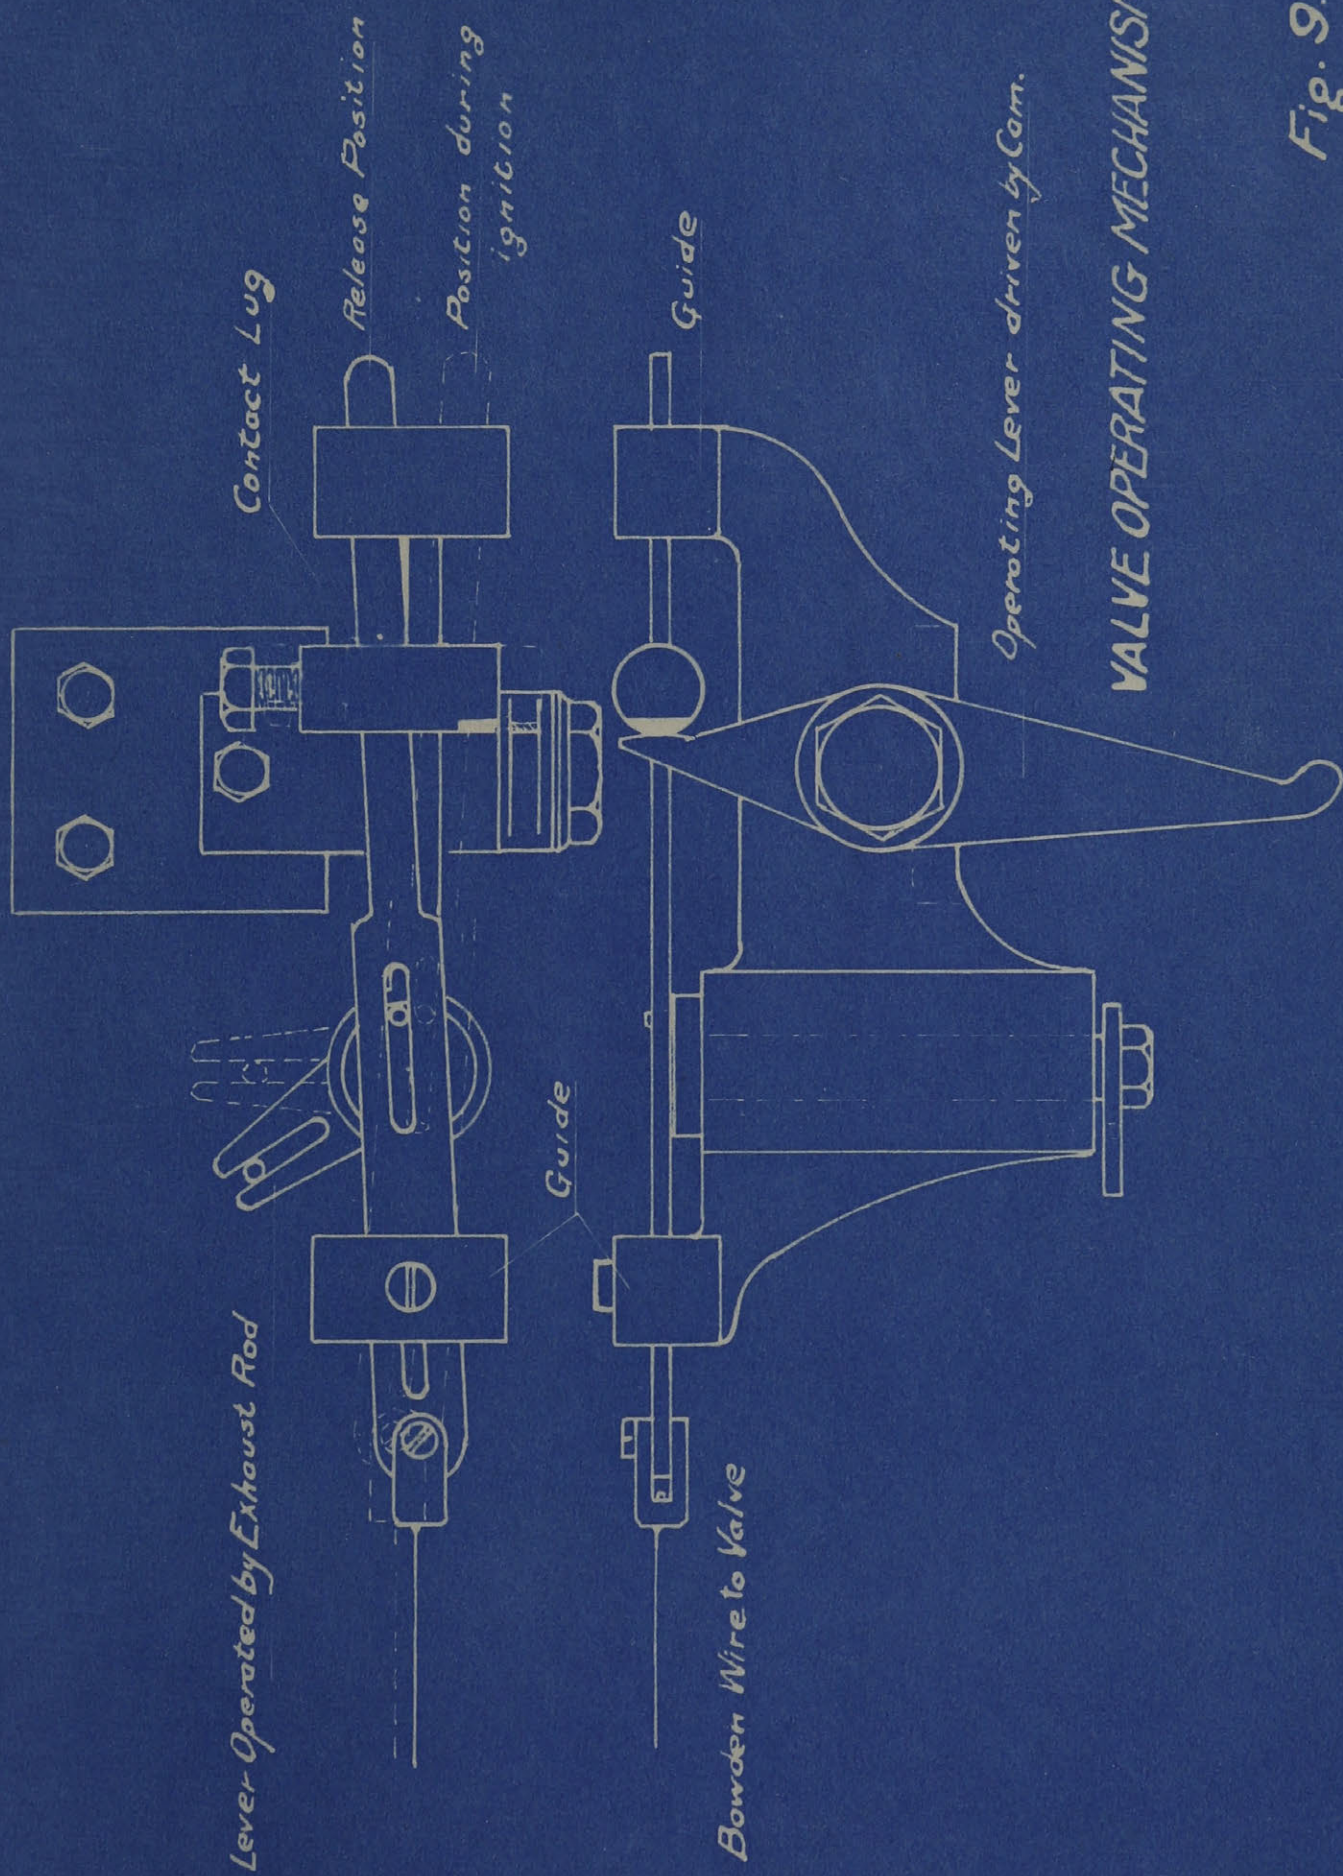 Lever Operated by Exhaust Rod
Contact Lug
Release Position
Position during
ignition
Guide
Guide
Bowden Wire to Valve
Operating Lever driven by Cam.
VALVE OPERATING MECHANIS
Fig. 9.